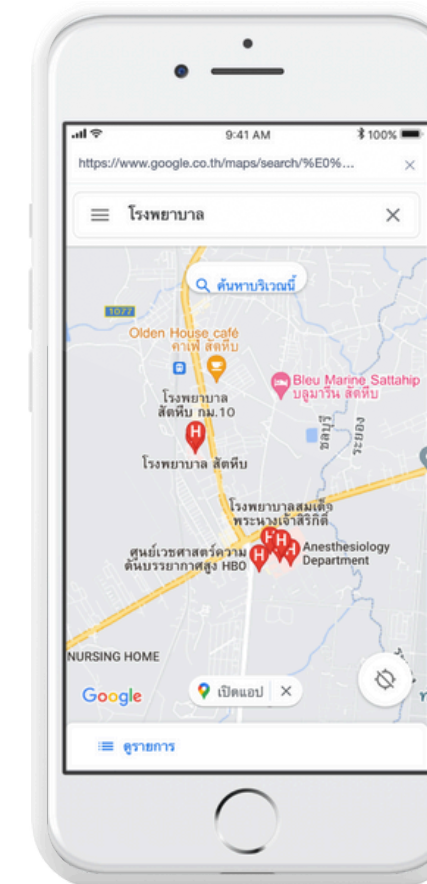 9:41 AM
100%
https://www.google.co.th/maps/search/%E0%...
โรงพยาบาล
ค้นหาบริเวณนี้
1077
Olden House café
คาเฟ่ สัตหีบ
Bleu Marine Sattahip
บลูมารีน สัตหีบ
โรงพยาบาล
สัตหีบ กม.10
H
ชลบุรี
ระยอง
โรงพยาบาล สัตหีบ
โรงพยาบาลสมเด็จ
พระนางเจ้าสิริกิติ์
H
H
H
Anesthesiology
Department
ศูนย์เวชศาสตร์ความ
ดันบรรยากาศสูง HBO
NURSING HOME
Google
เปิดแอป
ดูรายการ